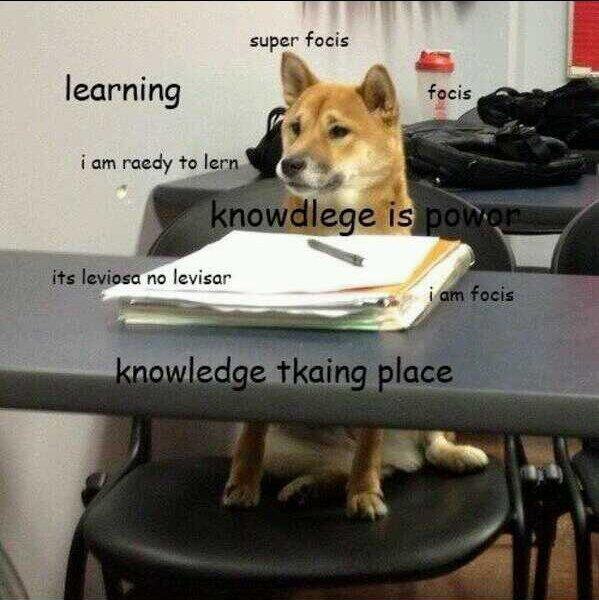 super focis
learning
focis
i am raedy to lern
knowdlege is powor
its leviosa no levisar
i am focis
knowledge tkaing place